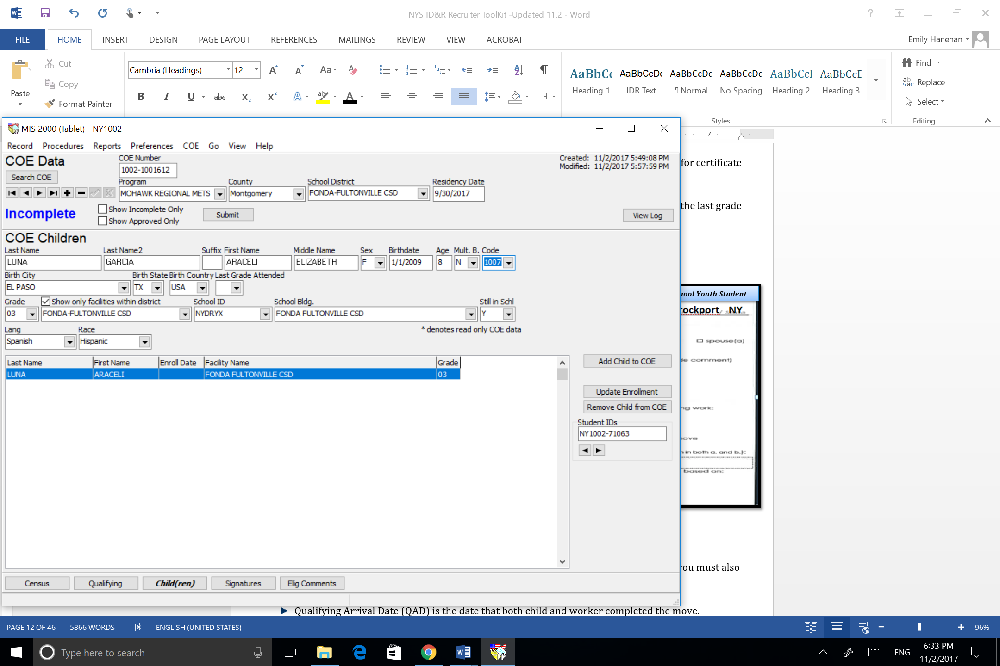 NYS ID&R Recruiter ToolKit -Updated 11.2 - Word
FILE HOME INSERT DESIGN PAGE LAYOUT REFERENCES MAILINGS REVIEW VIEW ACROBAT Emily Hanehan
Paste
Cut
Copy
Format Painter
Cambria (Headings) 12
AaBbCc AaBbCcDc AaBbCcDc AaBbCcDc AaBbCcI AaBbCcD
Heading 1 IDR Text ¶ Normal No Spacing Heading 2 Heading 3
Styles
Find
Replace
Select
Editing
7
MIS 2000 (Tablet) - NY1002
Record Procedures Reports Preferences COE Go View Help
COE Data
COE Number
1002-1001612
Created: 11/2/2017 5:49:08 PM
Modified: 11/2/2017 5:57:59 PM
Search COE
Program County School District Residency Date
MOHAWK REGIONAL METS Montgomery FONDA-FULTONVILLE CSD 9/30/2017
Incomplete
Show Incomplete Only
Show Approved Only
Submit
View Log
COE Children
Last Name Last Name2 Suffix First Name Middle Name Sex Birthdate Age Mult. B. Code
LUNA GARCIA ARACELI ELIZABETH F 1/1/2009 8 N 1007
Birth City Birth State Birth Country Last Grade Attended
EL PASO TX USA
Grade Show only facilities within district School ID School Bldg. Still in Schl
03 FONDA-FULTONVILLE CSD NYDRYX FONDA FULTONVILLE CSD Y
Lang Race
* denotes read only COE data
Spanish Hispanic
Last Name First Name Enroll Date Facility Name Grade
LUNA ARACELI FONDA FULTONVILLE CSD 03
Add Child to COE
Update Enrollment
Remove Child from COE
Student IDs
NY1002-71063
Census Qualifying Child(ren) Signatures Elig Comments
for certificate
the last grade
hool Youth Student
rockport NY
spouse(a)
de comment)
ng work:
move
n in both a. and b.):
based on:
you must also
Qualifying Arrival Date (QAD) is the date that both child and worker completed the move.
PAGE 12 OF 46 5866 WORDS ENGLISH (UNITED STATES) 96%
Type here to search
ENG
6:33 PM
11/2/2017